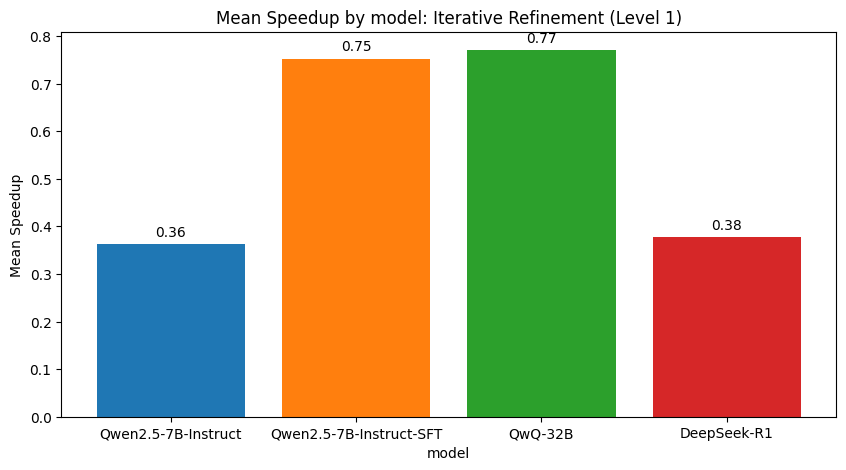 Mean Speedup by model: Iterative Refinement (Level 1)
Mean Speedup
0.8
0.7
0.6
0.5
0.4
0.3
0.2
0.1
0.0
0.36
0.75
0.77
0.38
Qwen2.5-7B-Instruct
Qwen2.5-7B-Instruct-SFT
QwQ-32B
DeepSeek-R1
model